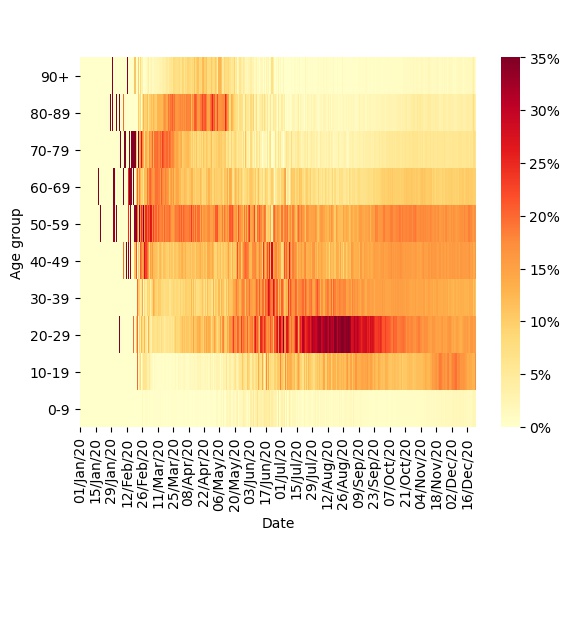 90+
80-89
70-79
60-69
50-59
40-49
30-39
20-29
10-19
0-9
Age group
01/Jan/20
15/Jan/20
29/Jan/20
12/Feb/20
26/Feb/20
11/Mar/20
25/Mar/20
08/Apr/20
22/Apr/20
06/May/20
20/May/20
03/Jun/20
17/Jun/20
01/Jul/20
15/Jul/20
29/Jul/20
12/Aug/20
26/Aug/20
09/Sep/20
23/Sep/20
07/Oct/20
21/Oct/20
04/Nov/20
18/Nov/20
02/Dec/20
16/Dec/20
Date
35%
30%
25%
20%
15%
10%
5%
0%